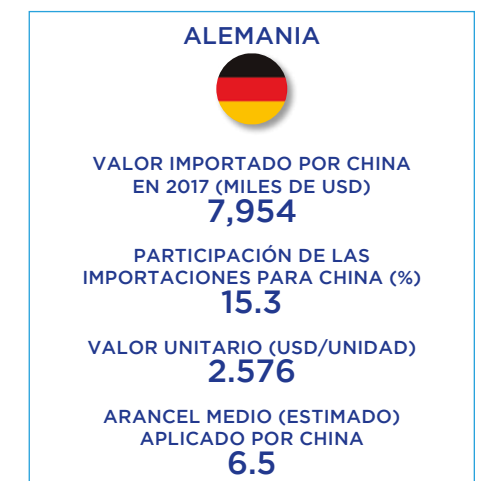 ALEMANIA
VALOR IMPORTADO POR CHINA
EN 2017 (MILES DE USD)
7,954
PARTICIPACIÓN DE LAS
IMPORTACIONES PARA CHINA (%)
15.3
VALOR UNITARIO (USD/UNIDAD)
2.576
ARANCEL MEDIO (ESTIMADO)
APLICADO POR CHINA
6.5